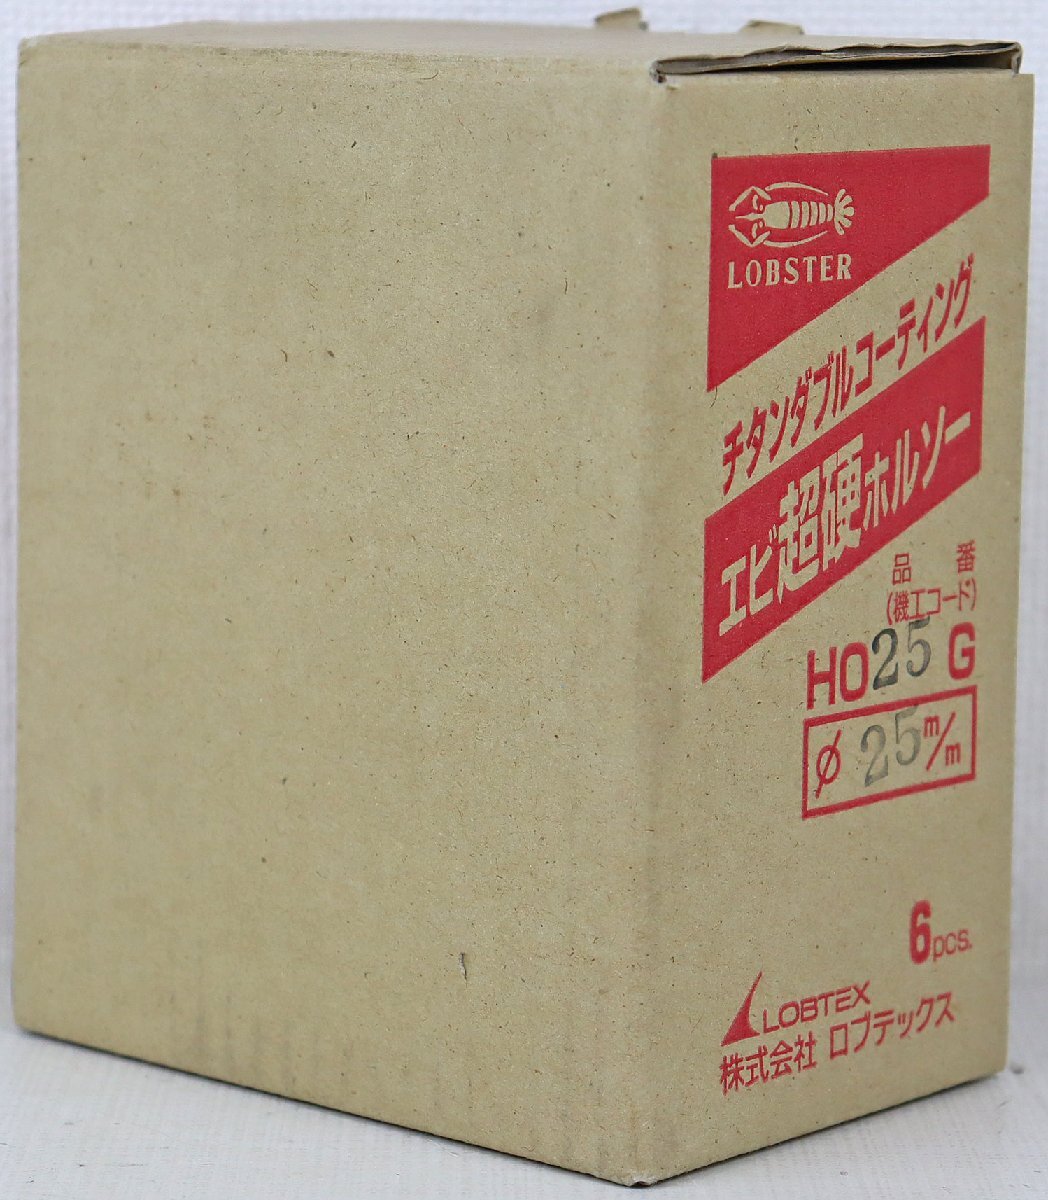 LOBSTER
チタンダブルコーティング
エビ超硬ホルソー
品番
(機工コード)
HO25G
φ 25 m/m
6pcs.
LOBTEX
株式会社 ロブテックス